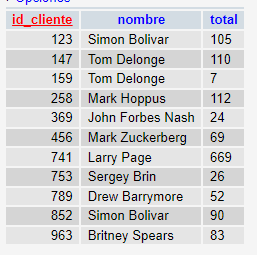 Opciones
id_cliente nombre total
123 Simon Bolivar 105
147 Tom Delonge 110
159 Tom Delonge 7
258 Mark Hoppus 112
369 John Forbes Nash 24
456 Mark Zuckerberg 69
741 Larry Page 669
753 Sergey Brin 26
789 Drew Barrymore 52
852 Simon Bolivar 90
963 Britney Spears 83